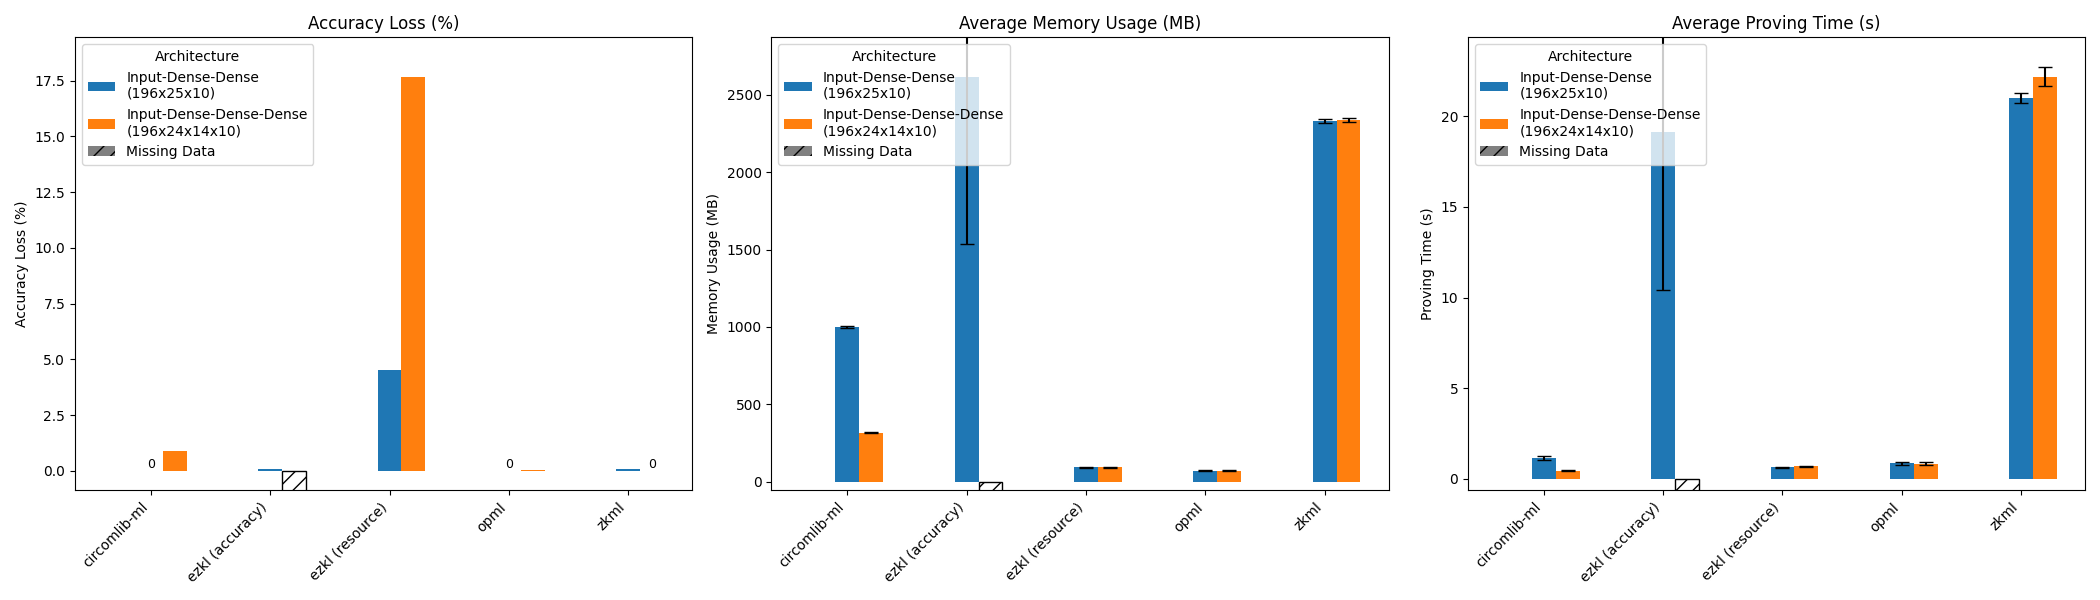 Accuracy Loss (%)
Accuracy Loss (%)
17.5
15.0
12.5
10.0
7.5
5.0
2.5
0.0
Architecture
Input-Dense-Dense
(196x25x10)
Input-Dense-Dense-Dense
(196x24x14x10)
Missing Data
0
0
0
circomlib-ml
ezkl (accuracy)
ezkl (resource)
opml
zkml
Average Memory Usage (MB)
Memory Usage (MB)
2500
2000
1500
1000
500
0
Architecture
Input-Dense-Dense
(196x25x10)
Input-Dense-Dense-Dense
(196x24x14x10)
Missing Data
circomlib-ml
ezkl (accuracy)
ezkl (resource)
opml
zkml
Average Proving Time (s)
Proving Time (s)
20
15
10
5
0
Architecture
Input-Dense-Dense
(196x25x10)
Input-Dense-Dense-Dense
(196x24x14x10)
Missing Data
circomlib-ml
ezkl (accuracy)
ezkl (resource)
opml
zkml